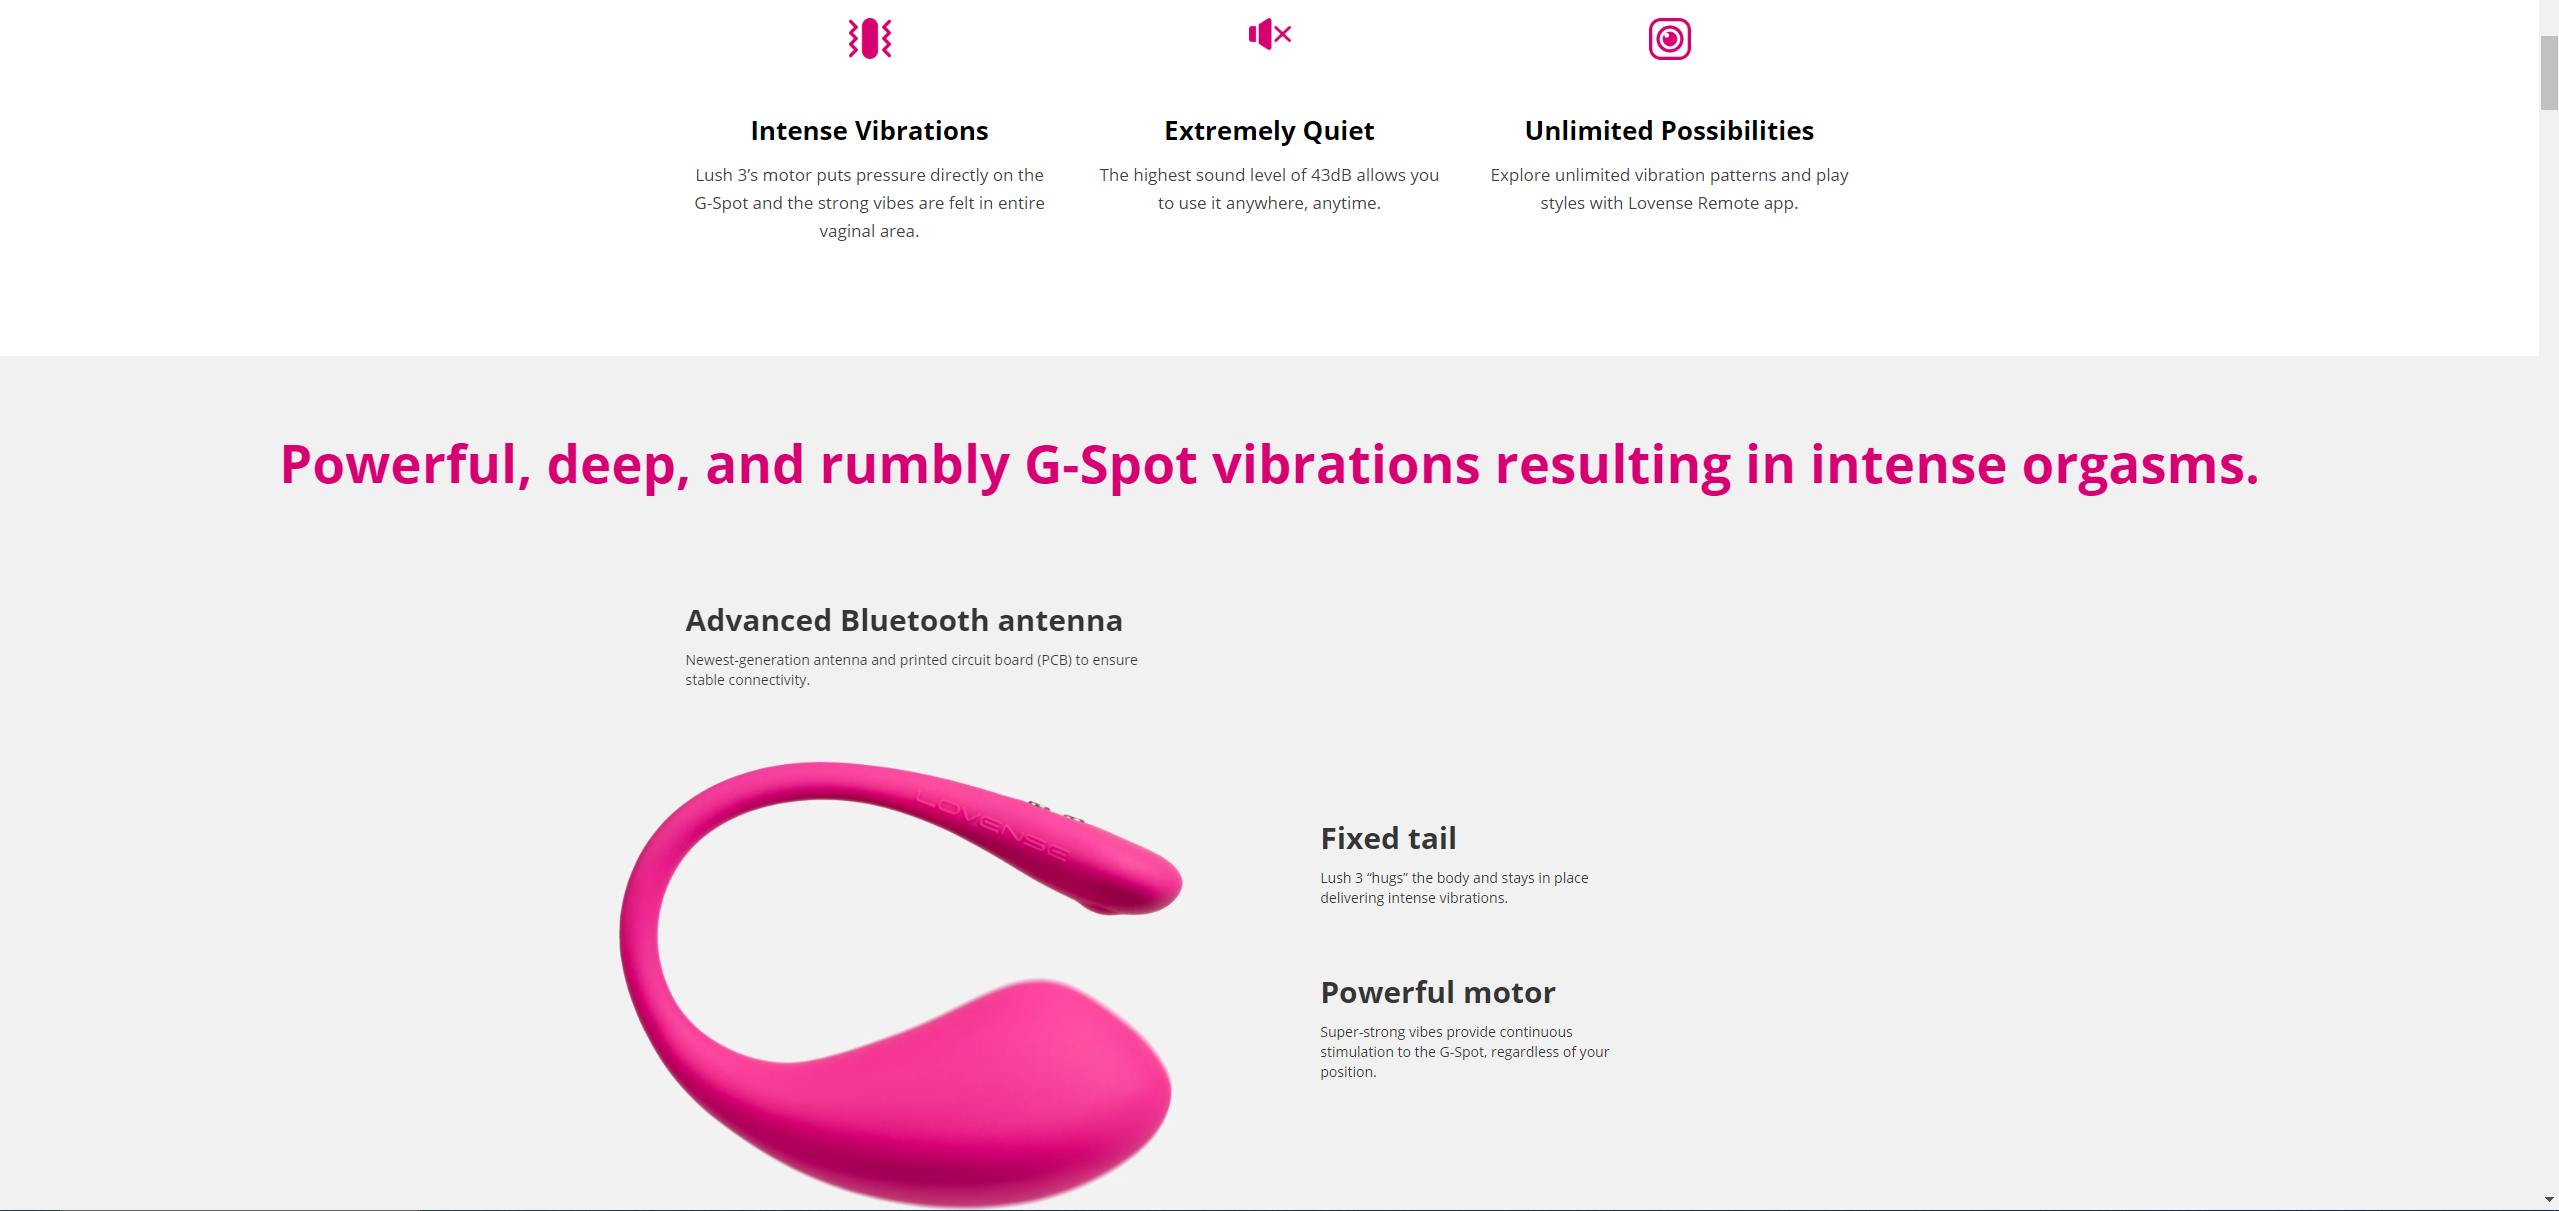 Intense Vibrations
Lush 3’s motor puts pressure directly on the
G-Spot and the strong vibes are felt in entire
vaginal area.
Extremely Quiet
The highest sound level of 43dB allows you
to use it anywhere, anytime.
Unlimited Possibilities
Explore unlimited vibration patterns and play
styles with Lovense Remote app.
Powerful, deep, and rumbly G-Spot vibrations resulting in intense orgasms.
Advanced Bluetooth antenna
Newest-generation antenna and printed circuit board (PCB) to ensure
stable connectivity.
LOVENSE
Fixed tail
Lush 3 “hugs” the body and stays in place
delivering intense vibrations.
Powerful motor
Super-strong vibes provide continuous
stimulation to the G-Spot, regardless of your
position.